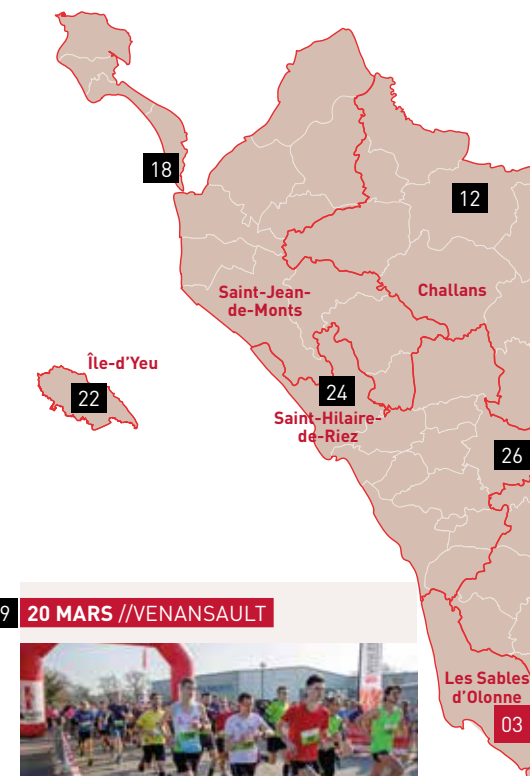 18
12
Saint-Jean-
de-Monts
Challans
Île-d'Yeu
22
24
Saint-Hilaire-
de-Riez
26
9 20 MARS //VENANSAULT
Les Sables
d'Olonne
03